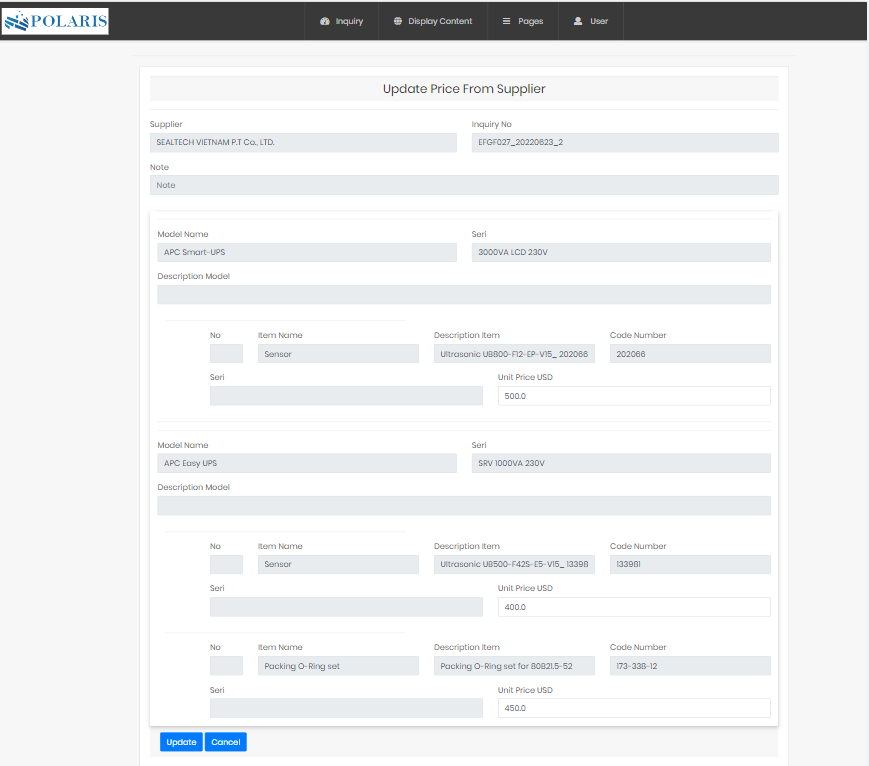 POLARIS
Inquiry Display Content Pages User
Update Price From Supplier
Supplier Inquiry No
SEALTECH VIETNAM P.T Co., LTD. EFGF027_20220623_2
Note
Note
Model Name Seri
APC Smart-UPS 3000VA LCD 230V
Description Model
No Item Name Description Item Code Number
Sensor Ultrasonic UB800-F12-EP-V15_ 202066 202066
Seri Unit Price USD
500.0
Model Name Seri
APC Easy UPS SRV 1000VA 230V
Description Model
No Item Name Description Item Code Number
Sensor Ultrasonic UB500-F42S-E5-V15_ 13398 133981
Seri Unit Price USD
400.0
No Item Name Description Item Code Number
Packing O-Ring set Packing O-Ring set for 80B21.5-52 173-338-12
Seri Unit Price USD
450.0
Update Cancel